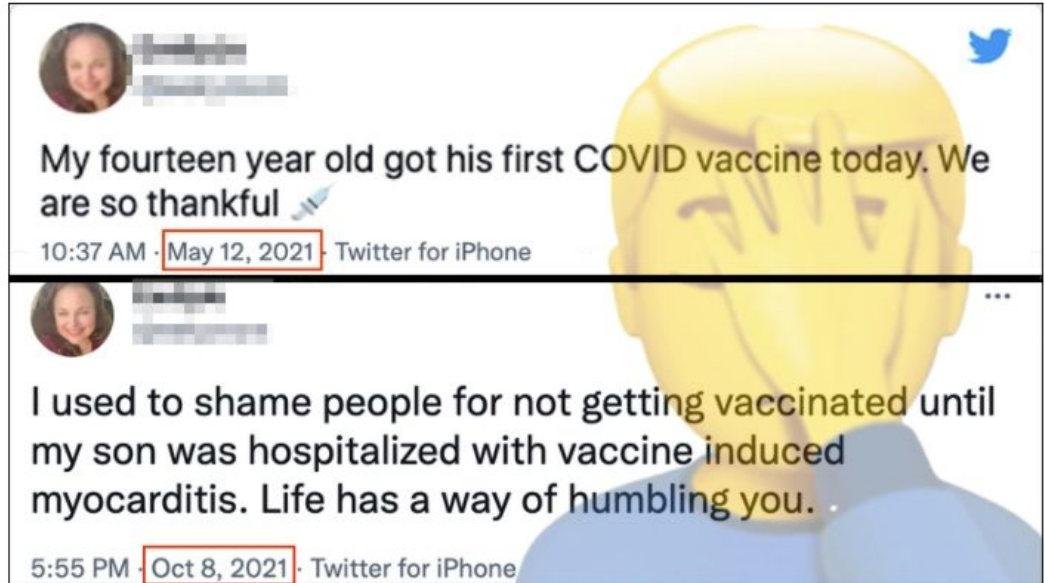 My fourteen year old got his first COVID vaccine today. We
are so thankful 💉
10:37 AM · May 12, 2021 · Twitter for iPhone
I used to shame people for not getting vaccinated until
my son was hospitalized with vaccine induced
myocarditis. Life has a way of humbling you.
5:55 PM · Oct 8, 2021 · Twitter for iPhone